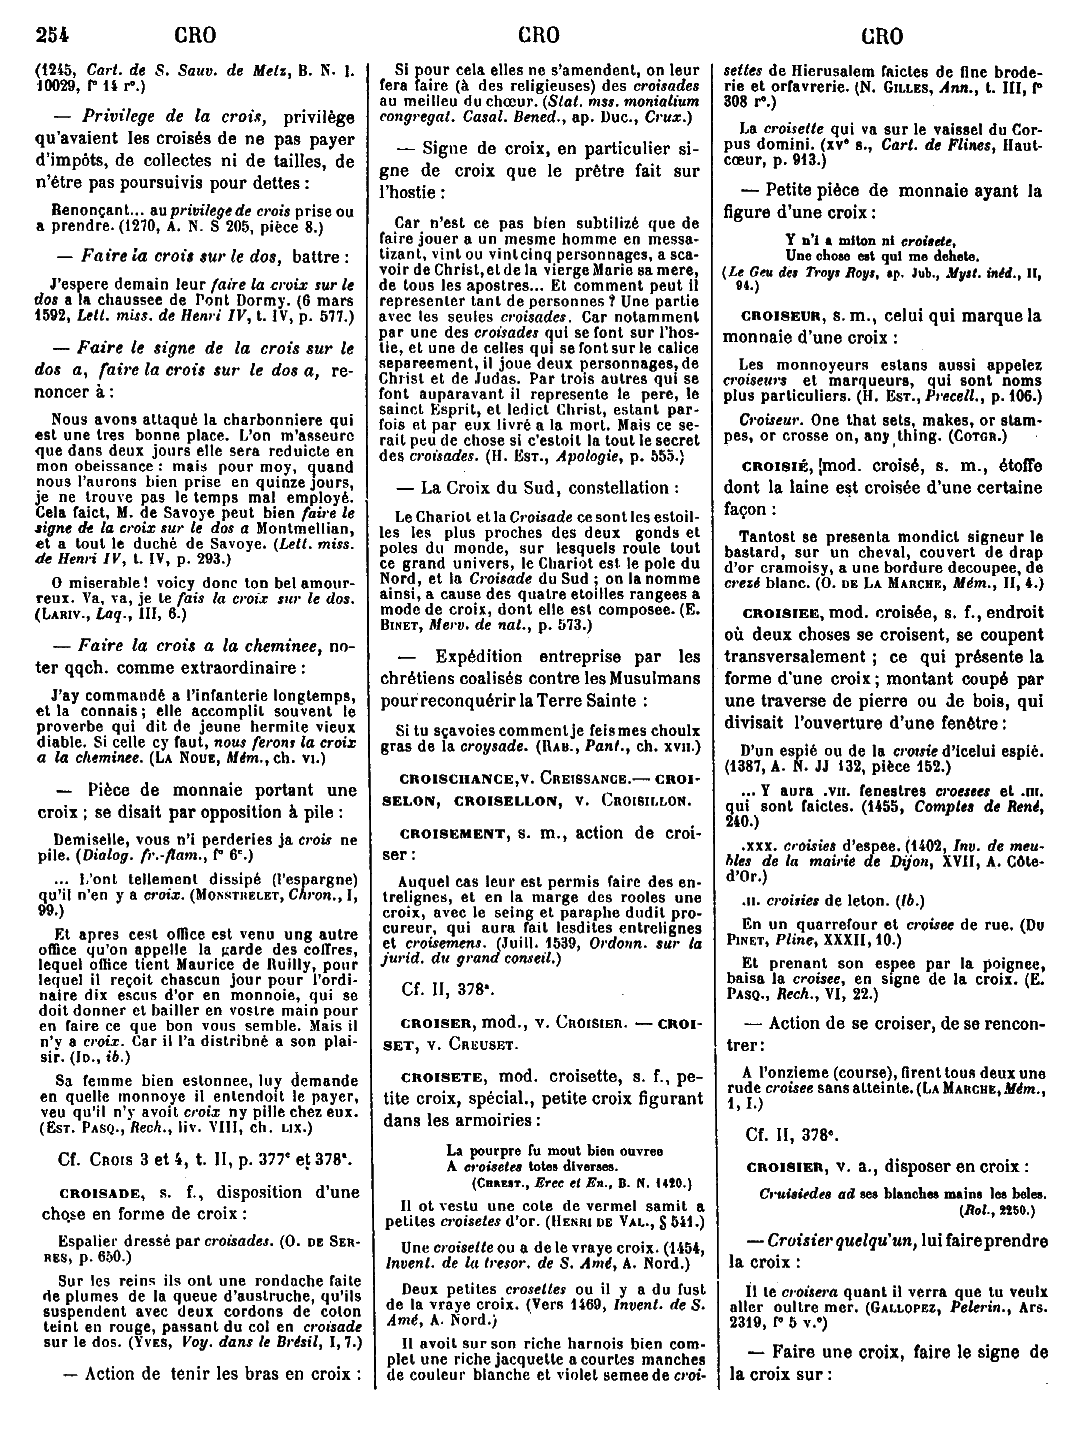 254 CRO CRO CRO
(1245, Cart. de S. Sauv. de Metz, B. N. l.
10029, f° 14 r°.)
— Privilege de la crois, privilège
qu'avaient les croisés de ne pas payer
d'impôts, de collectes ni de tailles, de
n'être pas poursuivis pour dettes :
Renonçant... au privilege de crois prise ou
a prendre. (1270, A. N. S 205, pièce 8.)
— Faire la crois sur le dos, battre :
J'espere demain leur faire la croix sur le
dos a la chaussee de Pont Dormy. (6 mars
1592, Lett. miss. de Henri IV, t. IV, p. 577.)
— Faire le signe de la crois sur le
dos a, faire la crois sur le dos a, re-
noncer à :
Nous avons attaqué la charbonniere qui
est une tres bonne place. L'on m'asseure
que dans deux jours elle sera reduicte en
mon obeissance : mais pour moy, quand
nous l'aurons bien prise en quinze jours,
je ne trouve pas le temps mal employé.
Cela faict, M. de Savoye peut bien faire le
signe de la croix sur le dos a Montmellian,
et a tout le duché de Savoye. (Lett. miss.
de Henri IV, t. IV, p. 293.)
O miserable ! voicy donc ton bel amour-
reux. Va, va, je te fais la croix sur le dos.
(LARIV., Laq., III, 6.)
— Faire la crois a la cheminee, no-
ter qqch. comme extraordinaire :
J'ay commandé a l'infanterie longtemps,
et la connais ; elle accomplit souvent le
proverbe qui dit de jeune hermite vieux
diable. Si celle cy faut, nous ferons la croix
a la cheminee. (LA NOUE, Mém., ch. VI.)
— Pièce de monnaie portant une
croix ; se disait par opposition à pile :
Demiselle, vous n'i perderies ja crois ne
pile. (Dialog. fr.-flam., f° 6c.)
... L'ont tellement dissipé (l'espargne)
qu'il n'en y a croix. (MONSTRELET, Chron., I,
99.)
Et apres cest office est venu ung autre
office qu'on appelle la garde des coffres,
lequel office tient Maurice de Ruilly, pour
lequel il reçoit chascun jour pour l'ordi-
naire dix escus d'or en monnoie, qui se
doit donner et bailler en vostre main pour
en faire ce que bon vous semble. Mais il
n'y a croix. Car il l'a distribné a son plai-
sir. (ID., ib.)
Sa femme bien estonnee, luy demande
en quelle monnoye il entendoit le payer,
veu qu'il n'y avoit croix ny pille chez eux.
(EST. PASQ., Rech., liv. VIII, ch. LIX.)
Cf. CROIS 3 et 4, t. II, p. 377c et 378a.
CROISADE, s. f., disposition d'une
chose en forme de croix :
Espalier dressé par croisades. (O. DE SER-
RES, p. 650.)
Sur les reins ils ont une rondache faite
de plumes de la queue d'austruche, qu'ils
suspendent avec deux cordons de coton
teint en rouge, passant du col en croisade
sur le dos. (YVES, Voy. dans le Brésil, I, 7.)
— Action de tenir les bras en croix :
Si pour cela elles ne s'amendent, on leur
fera faire (à des religieuses) des croisades
au meilleu du chœur. (Stat. mss. monialium
congregat. Casal. Bened., ap. Duc., Crux.)
— Signe de croix, en particulier si-
gne de croix que le prêtre fait sur
l'hostie :
Car n'est ce pas bien subtilizé que de
faire jouer a un mesme homme en messa-
tizant, vint ou vintcinq personnages, a sca-
voir de Christ, et de la vierge Marie sa mere,
de tous les apostres... Et comment peut il
representer tant de personnes ? Une partie
avec les seules croisades. Car notamment
par une des croisades qui se font sur l'hos-
tie, et une de celles qui se font sur le calice
separeement, il joue deux personnages, de
Christ et de Judas. Par trois autres qui se
font auparavant il represente le pere, le
sainct Esprit, et ledict Christ, estant par-
fois et par eux livré a la mort. Mais ce se-
rait peu de chose si c'estoit la tout le secret
des croisades. (H. EST., Apologie, p. 555.)
— La Croix du Sud, constellation :
Le Chariot et la Croisade ce sont les estoil-
les les plus proches des deux gonds et
poles du monde, sur lesquels roule tout
ce grand univers, le Chariot est le pole du
Nord, et la Croisade du Sud ; on la nomme
ainsi, a cause des quatre etoilles rangees a
mode de croix, dont elle est composee. (E.
BINET, Merv. de nat., p. 573.)
— Expédition entreprise par les
chrétiens coalisés contre les Musulmans
pour reconquérir la Terre Sainte :
Si tu sçavoies comment je feis mes choulx
gras de la croysade. (RAB., Pant., ch. XVII.)
CROISCHANCE, v. CREISSANCE. — CROI-
SELON, CROISELLON, v. CROISILLON.
CROISEMENT, s. m., action de croi-
ser :
Auquel cas leur est permis faire des en-
trelignes, et en la marge des rooles une
croix, avec le seing et paraphe dudit pro-
cureur, qui aura fait lesdites entrelignes
et croisemens. (Juill. 1539, Ordonn. sur la
jurid. du grand conseil.)
Cf. II, 378a.
CROISER, mod., v. CROISIER. — CROI-
SET, v. CREUSET.
CROISETE, mod. croisette, s. f., pe-
tite croix, spécial., petite croix figurant
dans les armoiries :
La pourpre fu mout bien ouvree
A croisetes totes diverses.
(CHREST., Erec et En., B. N. 1420.)
Il ot vestu une cote de vermel samit a
petites croisetes d'or. (HENRI DE VAL., § 541.)
Une croisette ou a de le vraye croix. (1454,
Invent. de la tresor. de S. Amé, A. Nord.)
Deux petites crosettes ou il y a du fust
de la vraye croix. (Vers 1469, Invent. de S.
Amé, A. Nord.)
Il avoit sur son riche harnois bien com-
plet une riche jacquette a courtes manches
de couleur blanche et violet semee de croi-
settes de Hierusalem faictes de fine brode-
rie et orfavrerie. (N. GILLES, Ann., t. III, f°
308 r°.)
La croisette qui va sur le vaissel du Cor-
pus domini. (XVe s., Cart. de Flines, Haut-
cœur, p. 913.)
— Petite pièce de monnaie ayant la
figure d'une croix :
Y n'i a miton ni croisete,
Une chose est qui me dehete.
(Le Geu des Troys Roys, ap. Jub., Myst. inéd., II,
94.)
CROISEUR, s. m., celui qui marque la
monnaie d'une croix :
Les monnoyeurs estans aussi appelez
croiseurs et marqueurs, qui sont noms
plus particuliers. (H. EST., Precell., p. 106.)
Croiseur. One that sets, makes, or stam-
pes, or crosse on, any thing. (COTGR.)
CROISIÉ, mod. croisé, s. m., étoffe
dont la laine est croisée d'une certaine
façon :
Tantost se presenta mondict signeur le
bastard, sur un cheval, couvert de drap
d'or cramoisy, a une bordure decoupee, de
crezé blanc. (O. DE LA MARCHE, Mém., II, 4.)
CROISIEE, mod. croisée, s. f., endroit
où deux choses se croisent, se coupent
transversalement ; ce qui présente la
forme d'une croix ; montant coupé par
une traverse de pierre ou de bois, qui
divisait l'ouverture d'une fenêtre :
D'un espié ou de la croisie d'icelui espié.
(1387, A. N. JJ 132, pièce 152.)
... Y aura .VII. fenestres croesees et .III.
qui sont faictes. (1455, Comptes de René,
240.)
.XXX. croisies d'espee. (1402, Inv. de meu-
bles de la mairie de Dijon, XVII, A. Côte-
d'Or.)
.II. croisies de leton. (Ib.)
En un quarrefour et croisee de rue. (DU
PINET, Pline, XXXII, 10.)
Et prenant son espee par la poignee,
baisa la croisee, en signe de la croix. (E.
PASQ., Rech., VI, 22.)
— Action de se croiser, de se rencon-
trer :
A l'onzieme (course), firent tous deux une
rude croisee sans atteinte. (LA MARCHE, Mém.,
1, I.)
Cf. II, 378c.
CROISIER, v. a., disposer en croix :
Cruisiedes ad ses blanches mains les beles.
(Rol., 2250.)
— Croisier quelqu'un, lui faire prendre
la croix :
Il te croisera quant il verra que tu veulx
aller oultre mer. (GALLOPEZ, Pelerin., Ars.
2319, f° 5 v.°)
— Faire une croix, faire le signe de
la croix sur :